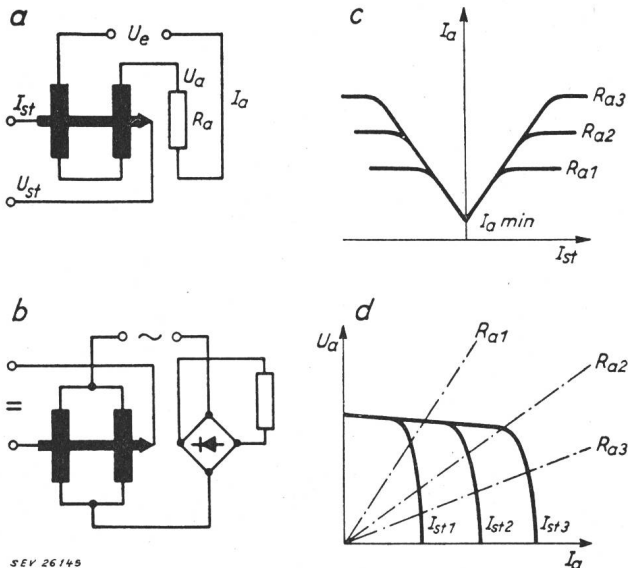 a
U_e
U_a
I_st
R_a
I_a
U_st
b
~
=
SEV 26145
c
I_a
R_a3
R_a2
R_a1
I_a min
I_st
d
U_a
R_a1
R_a2
R_a3
I_st1
I_st2
I_st3
I_a